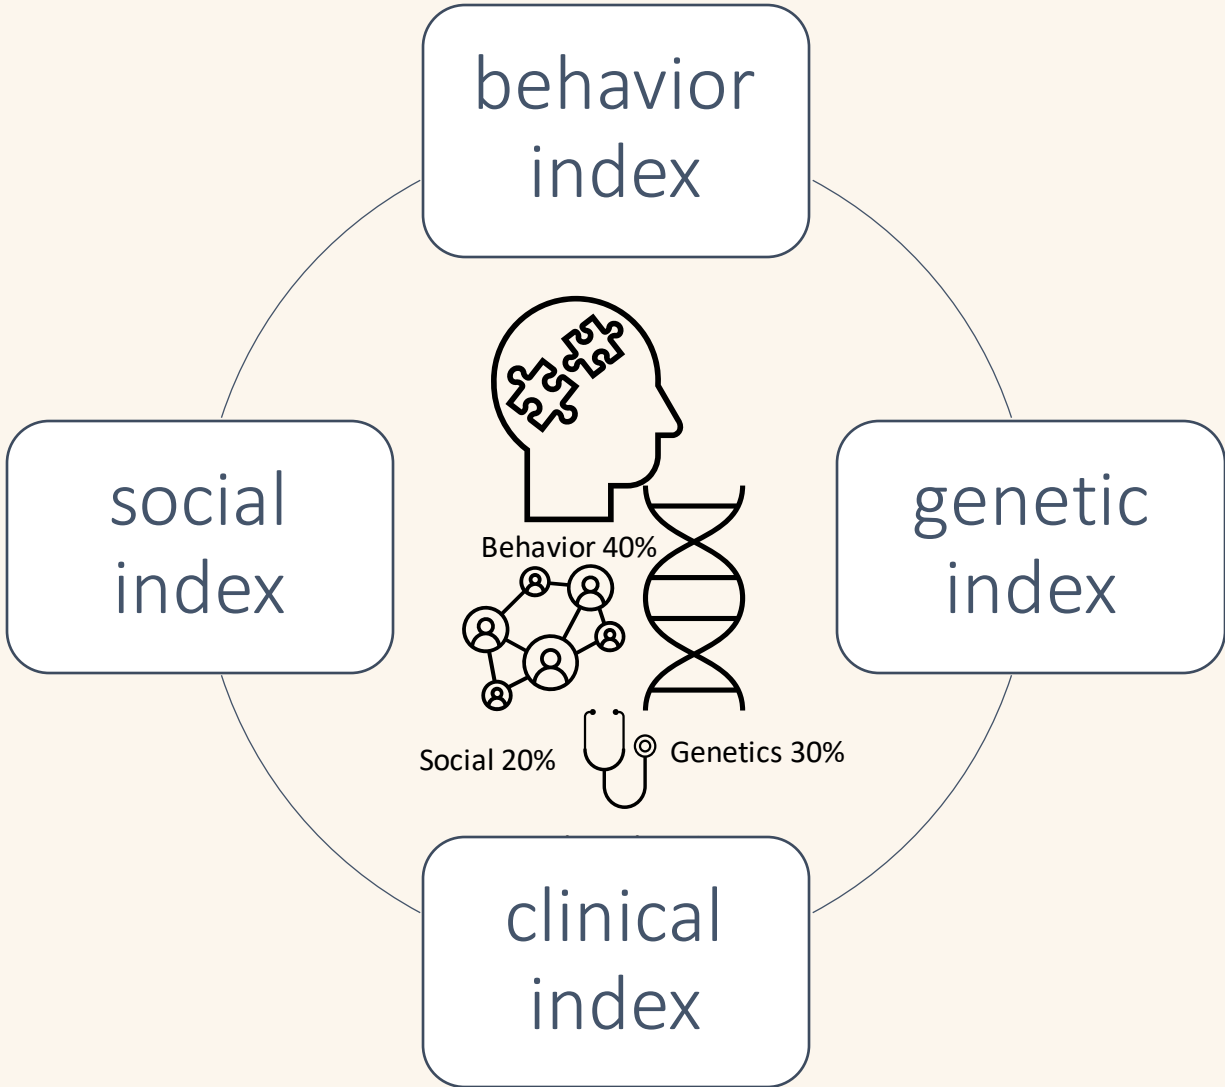 behavior
index
social
index
genetic
index
Behavior 40%
Social 20%
Genetics 30%
clinical
index